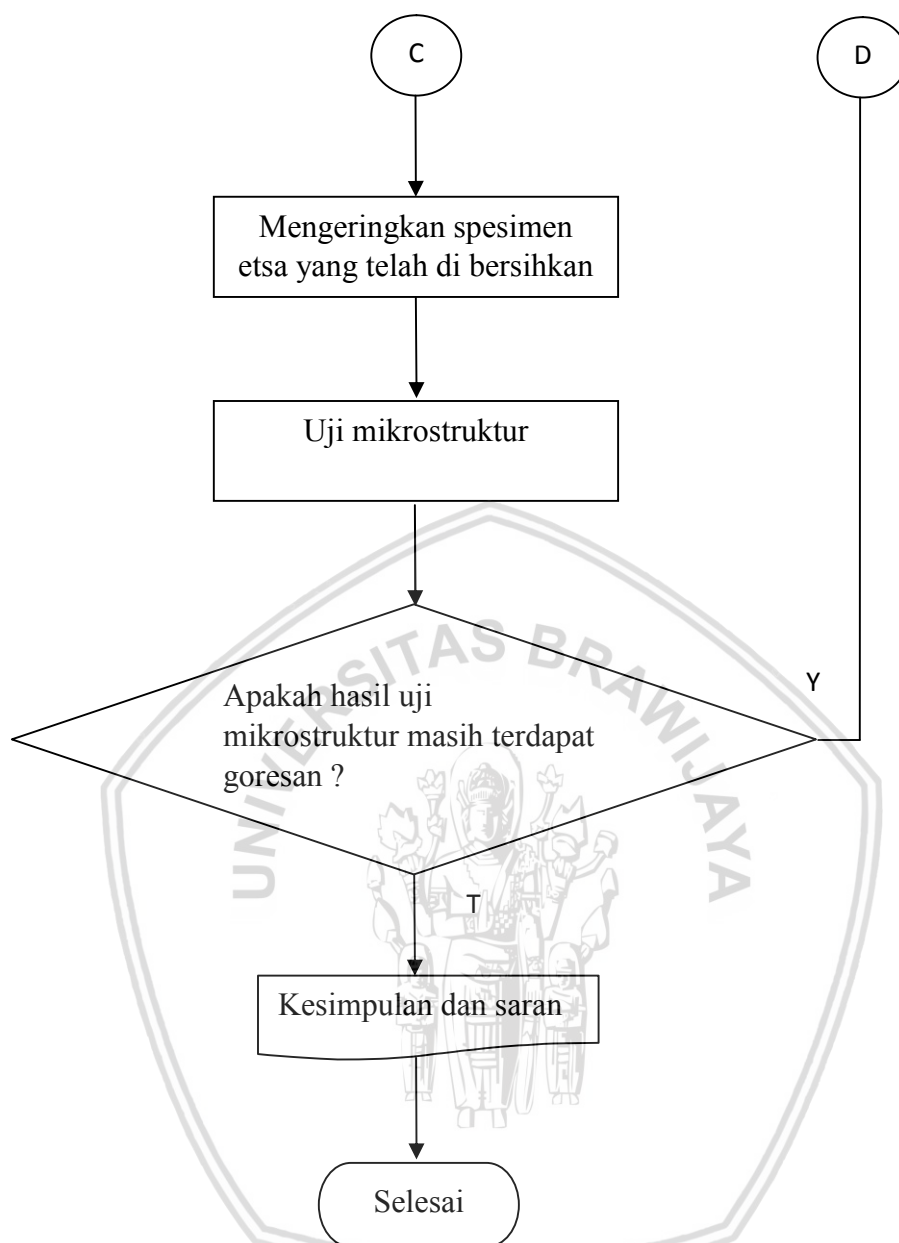 C
D
Mengeringkan spesimen
etsa yang telah di bersihkan
Uji mikrostruktur
UNIVERSITAS BRAWIJAYA
Y
Apakah hasil uji
mikrostruktur masih terdapat
goresan ?
T
Kesimpulan dan saran
Selesai